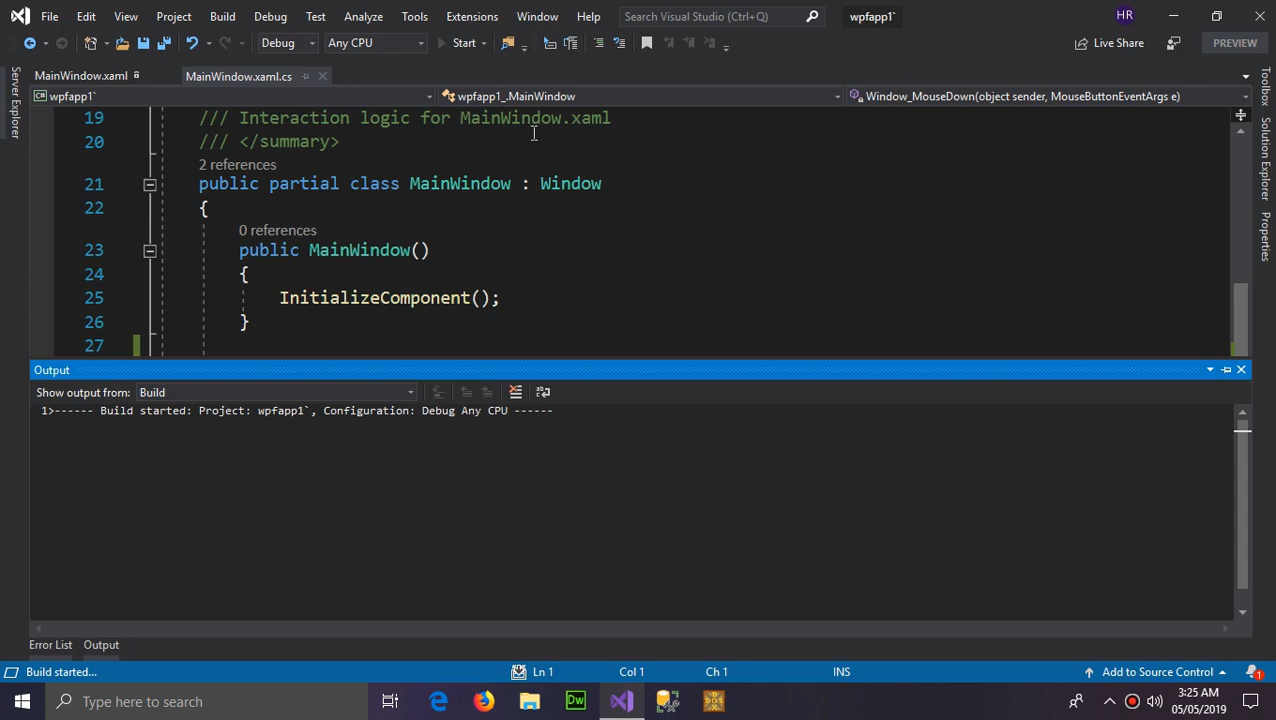 File Edit View Project Build Debug Test Analyze Tools Extensions Window Help Search Visual Studio (Ctrl+Q) wpfapp1` HR
Debug Any CPU Start Live Share PREVIEW
MainWindow.xaml MainWindow.xaml.cs
wpfapp1` wpfapp1_.MainWindow Window_MouseDown(object sender, MouseButtonEventArgs e)
Server Explorer
Toolbox
Properties
19 /// Interaction logic for MainWindow.xaml
20 /// </summary>
2 references
21 public partial class MainWindow : Window
22 {
0 references
23 public MainWindow()
24 {
25 InitializeComponent();
26 }
27
Output
Show output from: Build
1>------ Build started: Project: wpfapp1`, Configuration: Debug Any CPU ------
Error List Output
Build started... Ln 1 Col 1 Ch 1 INS Add to Source Control 1
Type here to search Dw DOS 3:25 AM
05/05/2019